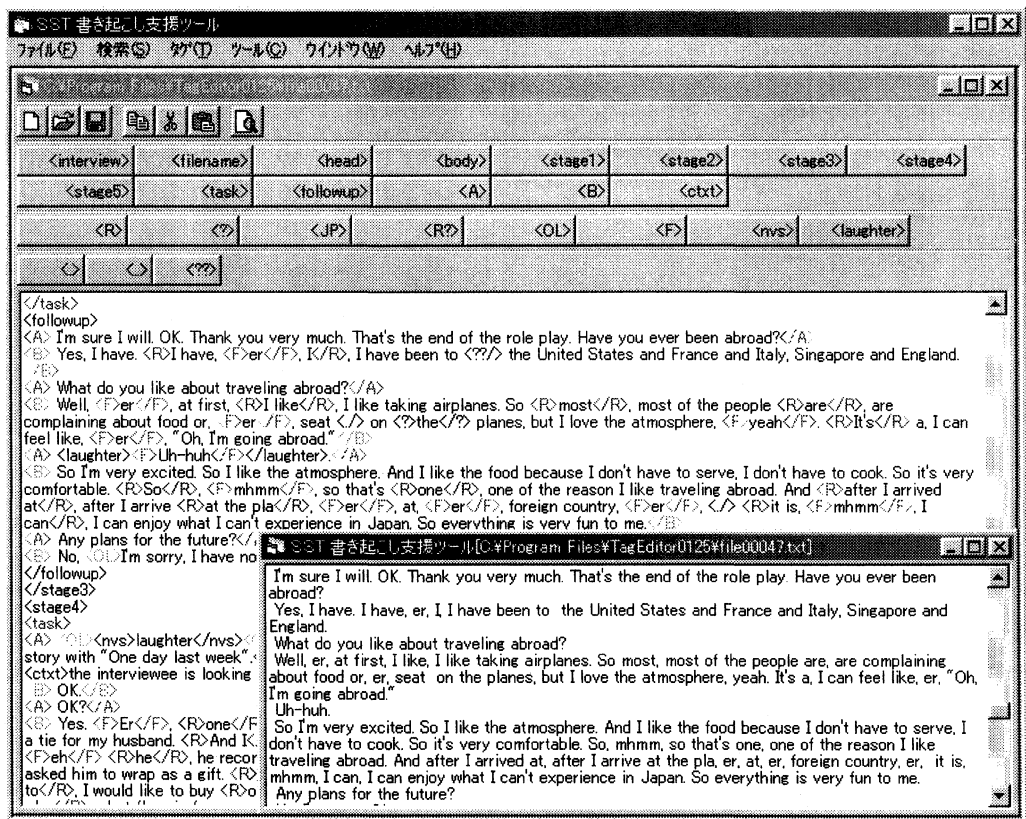 SST 書き起こし支援ツール
ファイル(F) 検索(S) タグ(T) ツール(C) ウインドウ(W) ヘルプ(H)
C:¥Program Files¥TagEditor0125¥file00047.txt
<interview> <filename> <head> <body> <stage1> <stage2> <stage3> <stage4>
<stage5> <task> <followup> <A> <B> <ctxt>
<R> <?> <JP> <R?> <OL> <F> <nvs> <laughter>
<> <.> <??>
</task>
<followup>
<A> I'm sure I will. OK. Thank you very much. That's the end of the role play. Have you ever been abroad?</A>
<B> Yes, I have. <R>I have, <F>er</F>, I</R>, I have been to <??/> the United States and France and Italy, Singapore and England.
</B>
<A> What do you like about traveling abroad?</A>
<B> Well, <F>er</F>, at first, <R>I like</R>, I like taking airplanes. So <R>most</R>, most of the people <R>are</R>, are
complaining about food or, <F>er</F>, seat </> on <?>the</?> planes, but I love the atmosphere, <F>yeah</F>. <R>It's</R> a, I can
feel like, <F>er</F>, "Oh, I'm going abroad." </B>
<A> <laughter><F>Uh-huh</F></laughter>.</A>
<B> So I'm very excited. So I like the atmosphere. And I like the food because I don't have to serve, I don't have to cook. So it's very
comfortable. <R>So</R>, <F>mhmm</F>, so that's <R>one</R>, one of the reason I like traveling abroad. And <R>after I arrived
at</R>, after I arrive <R>at the pla</R>, <F>er</F>, at, <F>er</F>, foreign country, <F>er</F>, </> <R>it is, <F>mhmm</F>, I
can</R>, I can enjoy what I can't experience in Japan. So everything is very fun to me.</B>
<A> Any plans for the future?</
<B> No, <OL>I'm sorry, I have no
</followup>
</stage3>
<stage4>
<task>
<A> <OL><nvs>laughter</nvs><
story with "One day last week".<
<ctxt>the interviewee is looking
<B> OK.</B>
<A> OK?</A>
<B> Yes. <F>Er</F>, <R>one</F
a tie for my husband. <R>And I<
<F>eh</F> <R>he</R>, he recor
asked him to wrap as a gift. <R>
to</R>, I would like to buy <R>o
SST 書き起こし支援ツール[C:¥Program Files¥TagEditor0125¥file00047.txt]
I'm sure I will. OK. Thank you very much. That's the end of the role play. Have you ever been
abroad?
Yes, I have. I have, er, I, I have been to the United States and France and Italy, Singapore and
England.
What do you like about traveling abroad?
Well, er, at first, I like, I like taking airplanes. So most, most of the people are, are complaining
about food or, er, seat on the planes, but I love the atmosphere, yeah. It's a, I can feel like, er, "Oh,
I'm going abroad."
Uh-huh.
So I'm very excited. So I like the atmosphere. And I like the food because I don't have to serve, I
don't have to cook. So it's very comfortable. So, mhmm, so that's one, one of the reason I like
traveling abroad. And after I arrived at, after I arrive at the pla, er, at, er, foreign country, er, it is,
mhmm, I can, I can enjoy what I can't experience in Japan. So everything is very fun to me.
Any plans for the future?